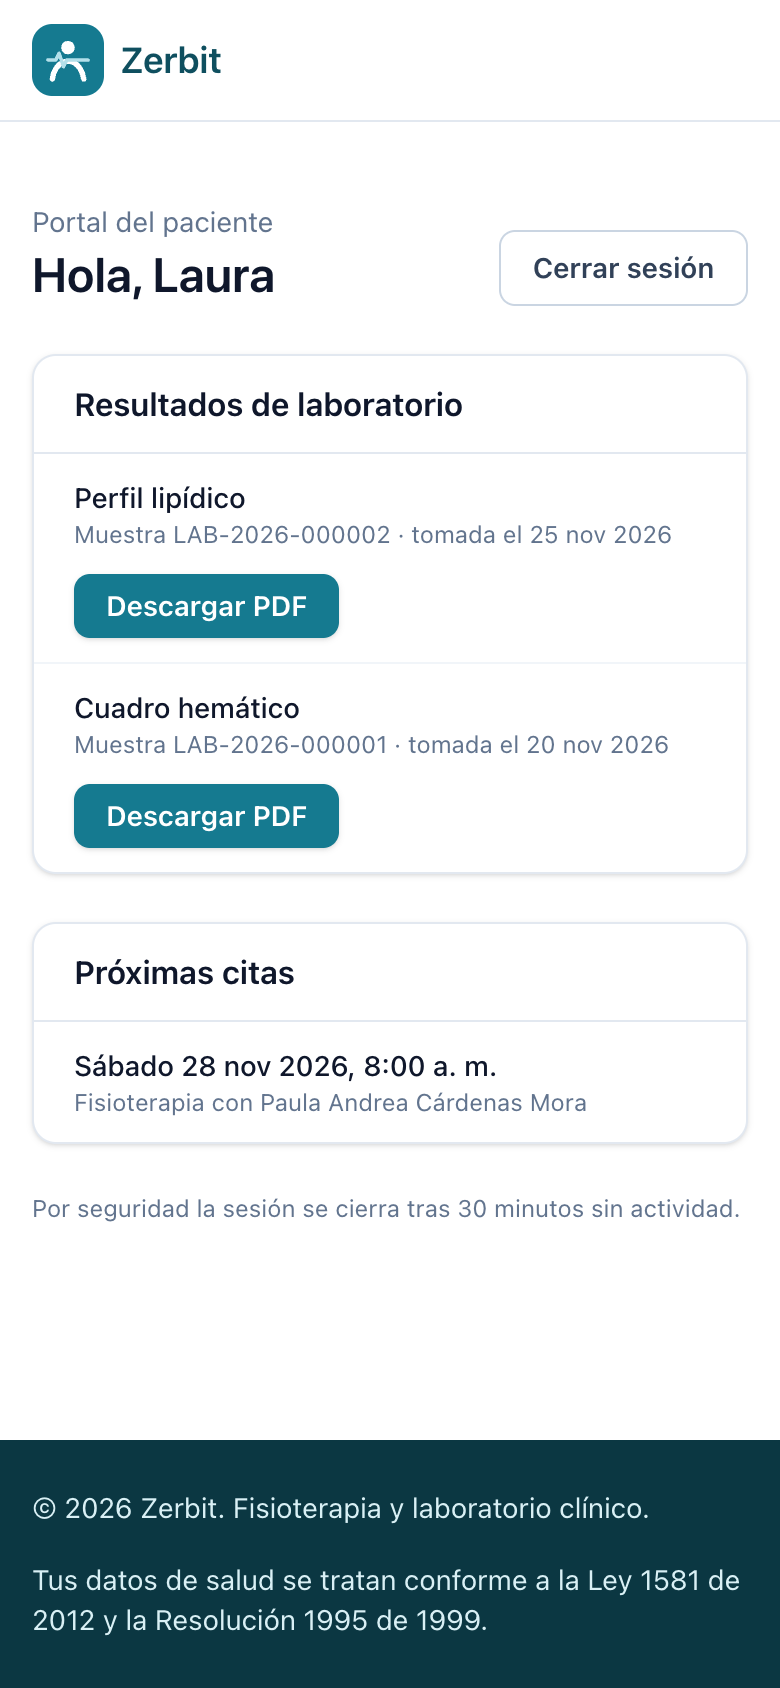 Zerbit
Portal del paciente
Hola, Laura
Cerrar sesión
Resultados de laboratorio
Perfil lipídico
Muestra LAB-2026-000002 · tomada el 25 nov 2026
Descargar PDF
Cuadro hemático
Muestra LAB-2026-000001 · tomada el 20 nov 2026
Descargar PDF
Próximas citas
Sábado 28 nov 2026, 8:00 a. m.
Fisioterapia con Paula Andrea Cárdenas Mora
Por seguridad la sesión se cierra tras 30 minutos sin actividad.
© 2026 Zerbit. Fisioterapia y laboratorio clínico.
Tus datos de salud se tratan conforme a la Ley 1581 de
2012 y la Resolución 1995 de 1999.